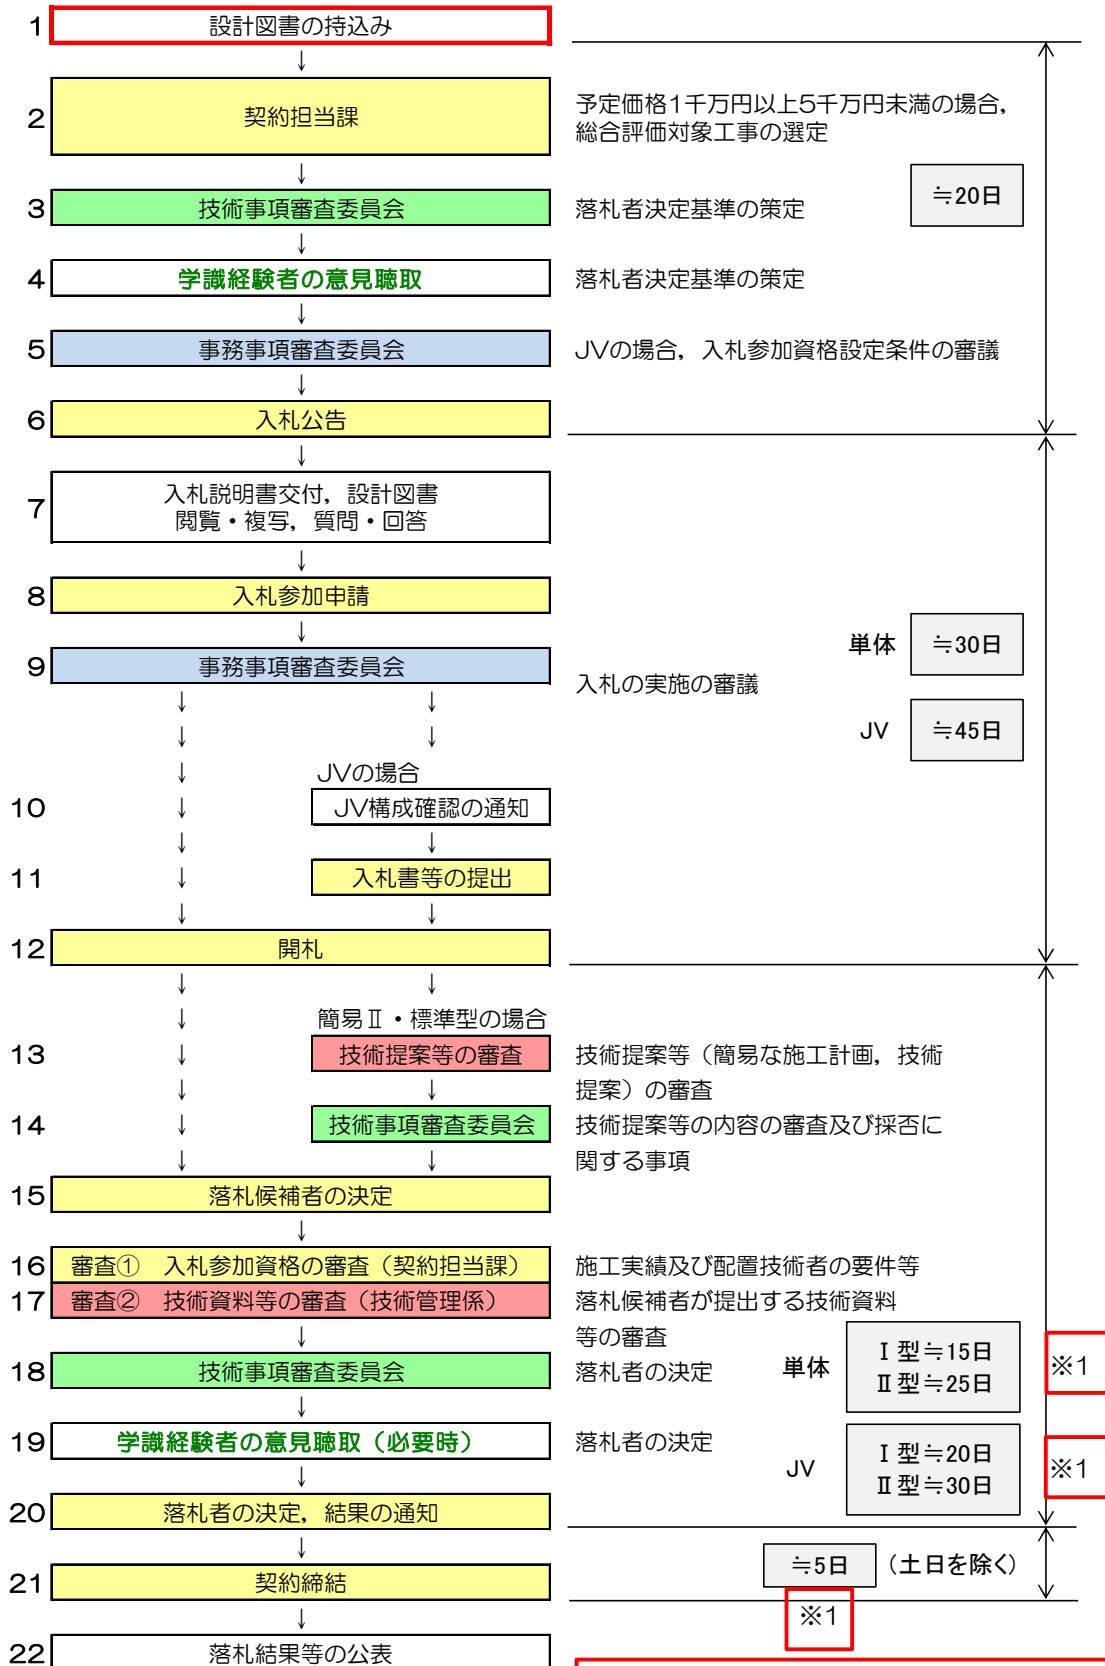 1 設計図書の持込み
↓
2 契約担当課
予定価格1千万円以上5千万円未満の場合，
総合評価対象工事の選定
↓
3 技術事項審査委員会 落札者決定基準の策定
≒20日
↓
4 学識経験者の意見聴取 落札者決定基準の策定
↓
5 事務事項審査委員会 JVの場合，入札参加資格設定条件の審議
↓
6 入札公告
↓
7 入札説明書交付，設計図書
閲覧・複写，質問・回答
↓
8 入札参加申請
↓
単体 ≒30日
9 事務事項審査委員会
入札の実施の審議
↓ ↓
JV ≒45日
↓ ↓
↓ JVの場合
10 ↓ JV構成確認の通知
↓ ↓
11 ↓ 入札書等の提出
↓ ↓
12 開札
↓ ↓
↓ 簡易Ⅱ・標準型の場合
13 ↓ 技術提案等の審査 技術提案等（簡易な施工計画，技術
↓ ↓ 提案）の審査
14 ↓ 技術事項審査委員会 技術提案等の内容の審査及び採否に
↓ ↓ 関する事項
15 落札候補者の決定
↓
16 審査① 入札参加資格の審査（契約担当課） 施工実績及び配置技術者の要件等
17 審査② 技術資料等の審査（技術管理係） 落札候補者が提出する技術資料
↓ 等の審査
18 技術事項審査委員会 落札者の決定
単体 Ⅰ型≒15日
Ⅱ型≒25日
※1
↓
19 学識経験者の意見聴取（必要時） 落札者の決定
JV Ⅰ型≒20日
Ⅱ型≒30日
※1
↓
20 落札者の決定，結果の通知
↓
≒5日 （土日を除く）
21 契約締結
↓
※1
22 落札結果等の公表